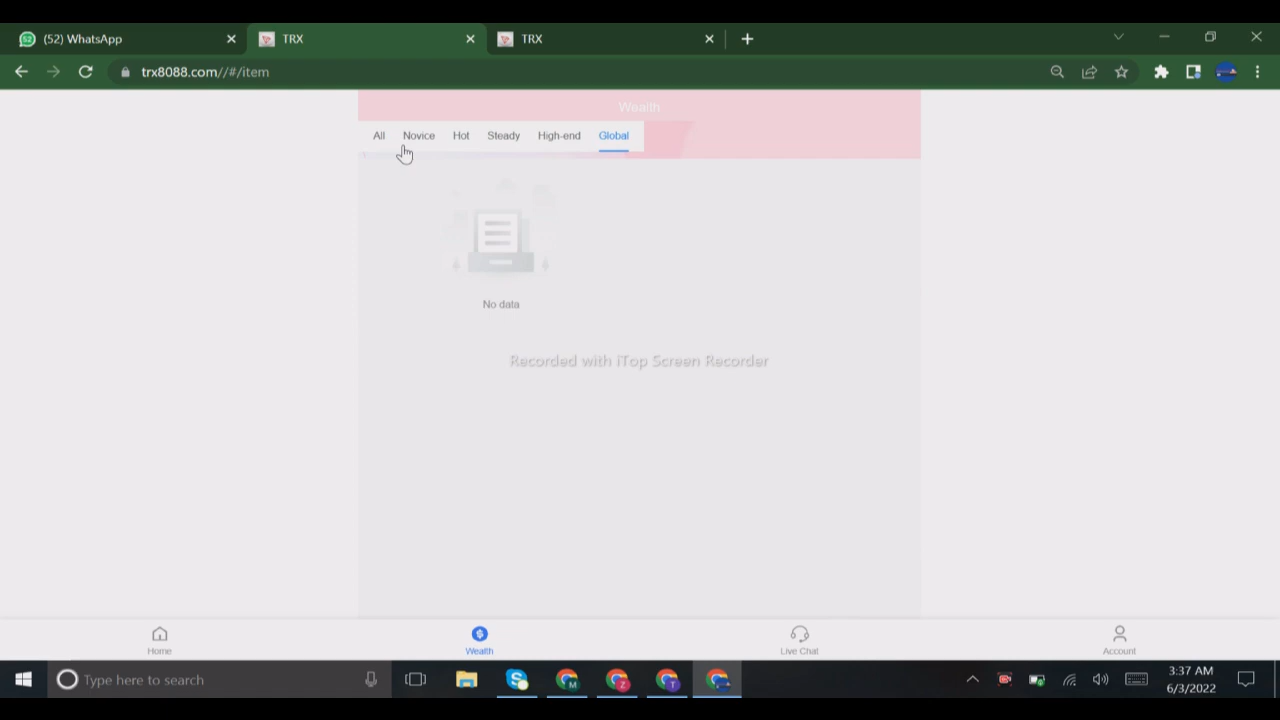 (52) WhatsApp
TRX
TRX
trx8088.com//#/item
Wealth
All Novice Hot Steady High-end Global
No data
Recorded with iTop Screen Recorder
Home Wealth Live Chat Account
Type here to search
3:37 AM
6/3/2022